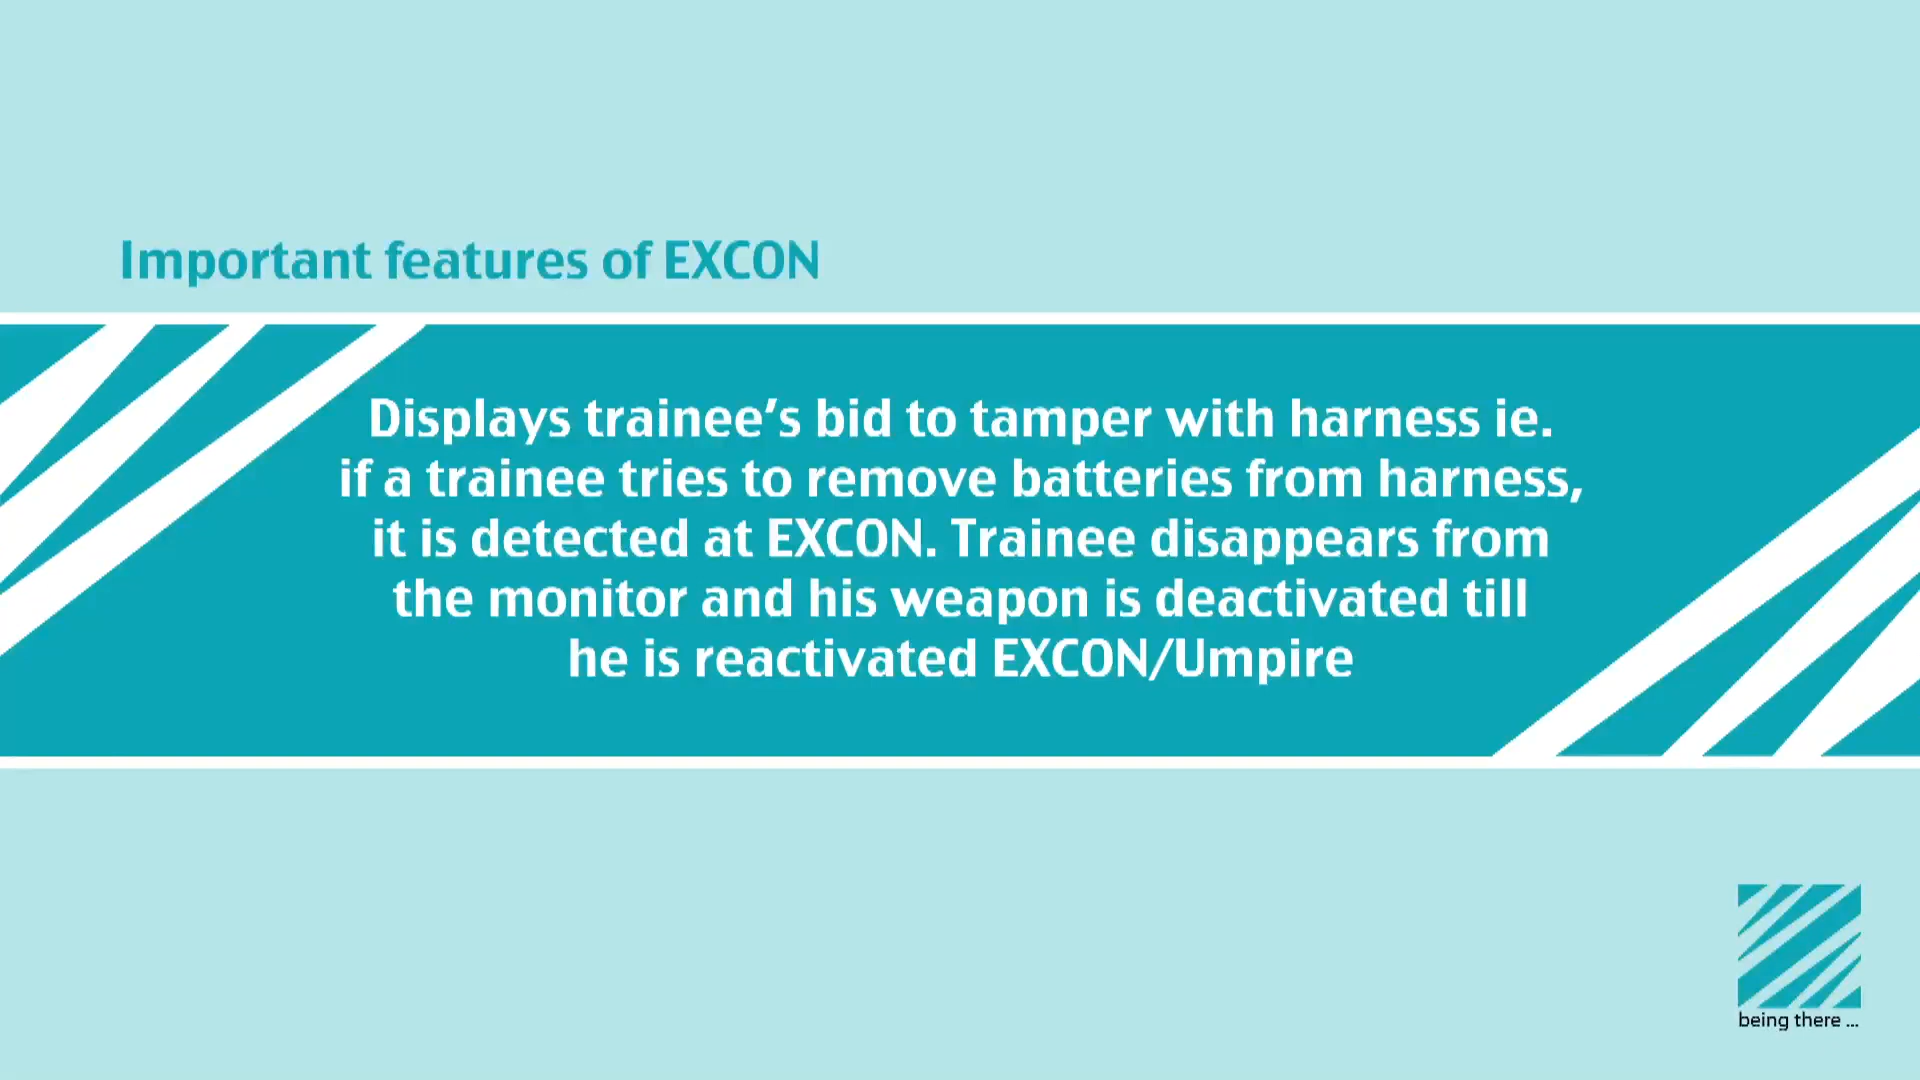 Important features of EXCON
Displays trainee’s bid to tamper with harness ie.
if a trainee tries to remove batteries from harness,
it is detected at EXCON. Trainee disappears from
the monitor and his weapon is deactivated till
he is reactivated EXCON/Umpire
being there ...